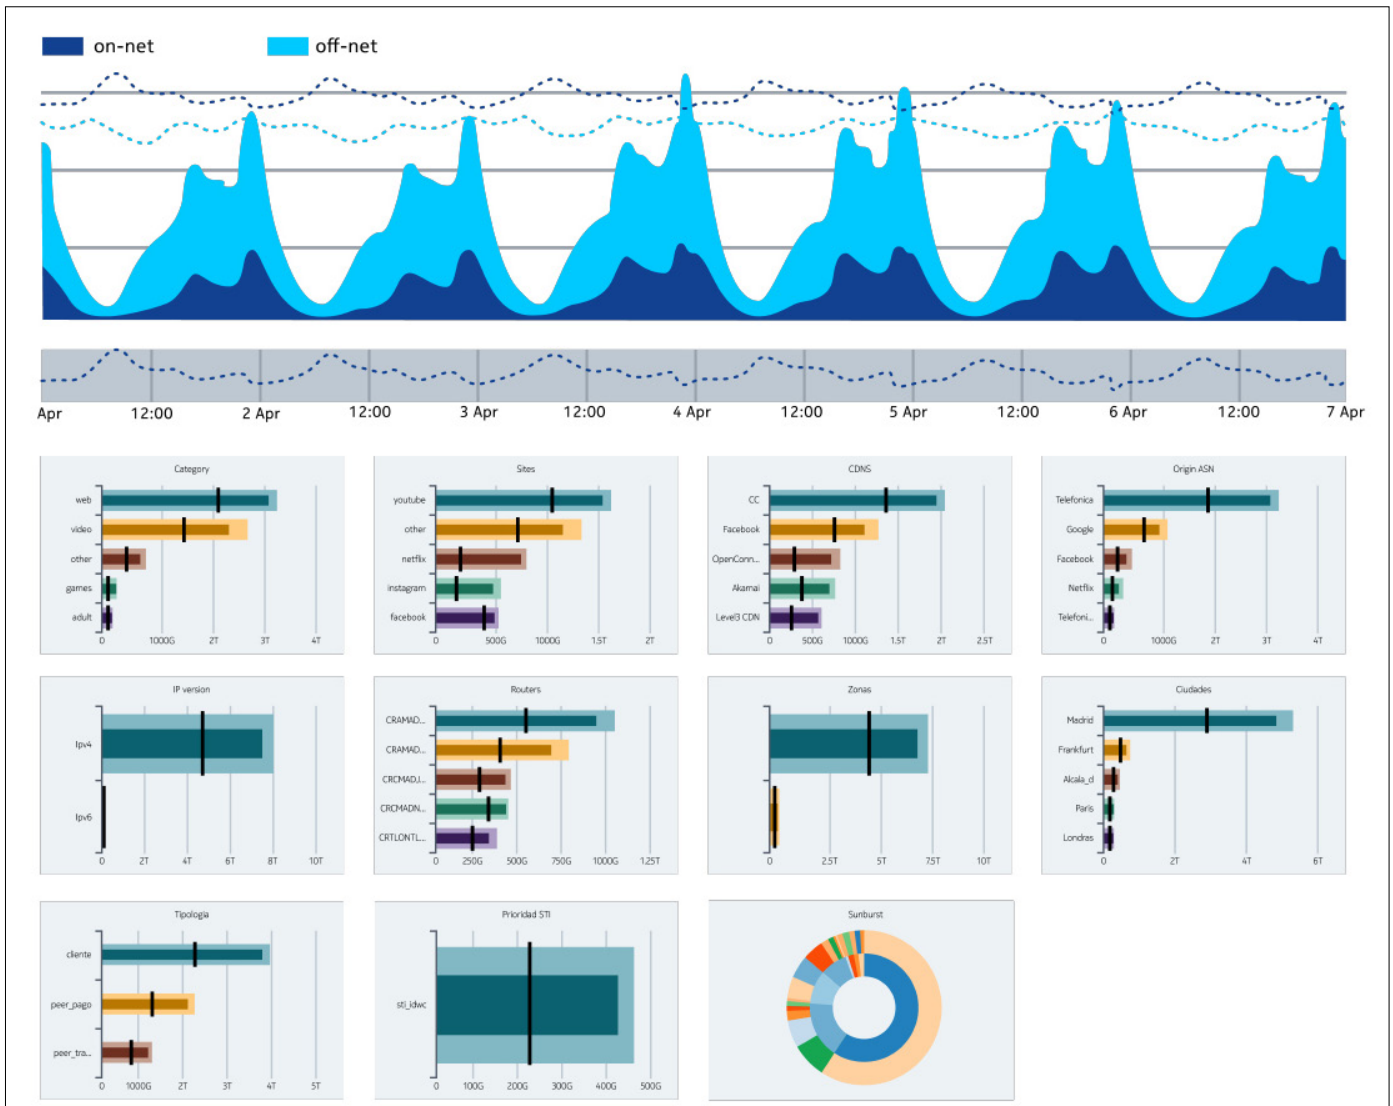 on-net off-net
Apr 12:00 2 Apr 12:00 3 Apr 12:00 4 Apr 12:00 5 Apr 12:00 6 Apr 12:00 7 Apr
Category
web
video
other
games
adult
0 1000G 2T 3T 4T
Sites
youtube
other
netflix
instagram
facebook
0 500G 1000G 1.5T 2T
CDNS
CC
Facebook
OpenConn...
Akamai
Level3 CDN
0 500G 1000G 1.5T 2T 2.5T
Origin ASN
Telefonica
Google
Facebook
Netflix
Telefoni...
0 1000G 2T 3T 4T
IP version
Ipv4
Ipv6
0 2T 4T 6T 8T 10T
Routers
CRAMAD...
CRAMAD...
CRCMADJ...
CRCMADN...
CRTLONTL...
0 250G 500G 750G 1000G 1.25T
Zonas
0 2.5T 5T 7.5T 10T
Ciudades
Madrid
Frankfurt
Alcala_d
Paris
Londras
0 2T 4T 6T
Tipologia
cliente
peer_pago
peer_tra...
0 1000G 2T 3T 4T 5T
Prioridad STI
sti_idwc
0 100G 200G 300G 400G 500G
Sunburst